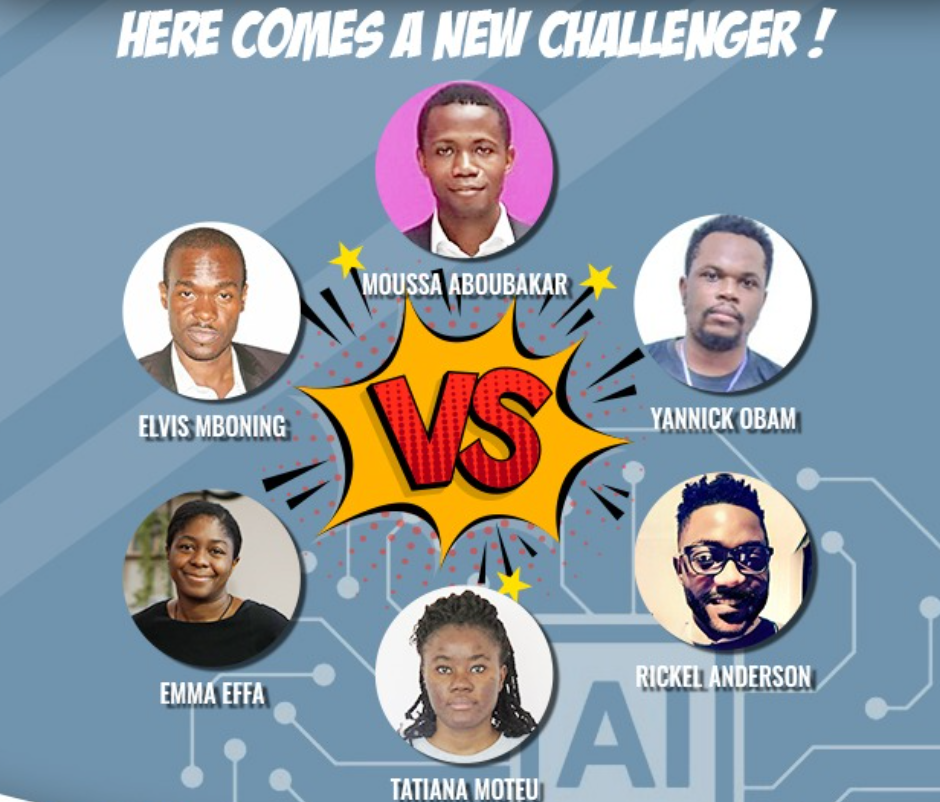 HERE COMES A NEW CHALLENGER !
MOUSSA ABOUBAKAR
ELVIS MBONING
YANNICK OBAM
VS
EMMA EFFA
RICKEL ANDERSON
TATIANA MOTEU
AI